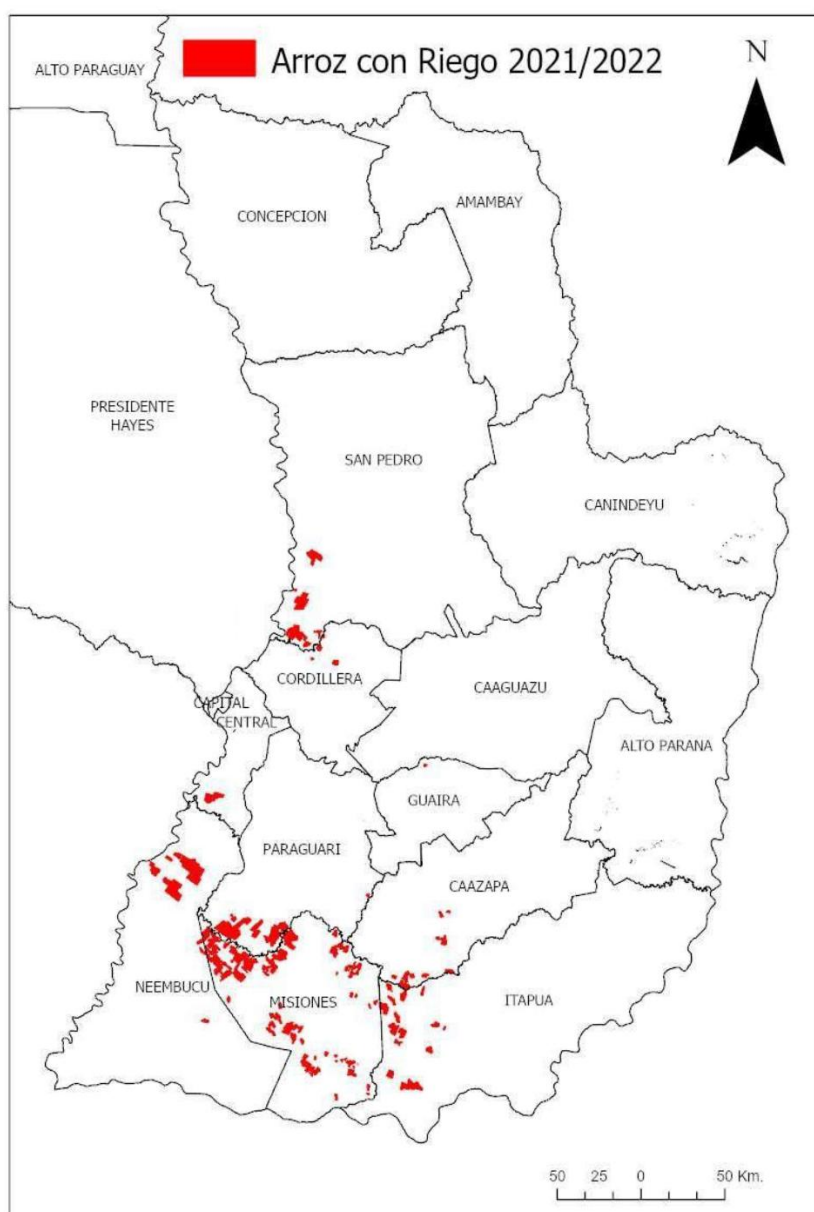 Arroz con Riego 2021/2022
N
ALTO PARAGUAY
CONCEPCION
AMAMBAY
PRESIDENTE
HAYES
SAN PEDRO
CANINDEYU
CORDILLERA
CAAGUAZU
CAPITAL
CENTRAL
ALTO PARANA
GUAIRA
PARAGUARI
CAAZAPA
NEEMBUCU
MISIONES
ITAPUA
50 25 0 50 Km.